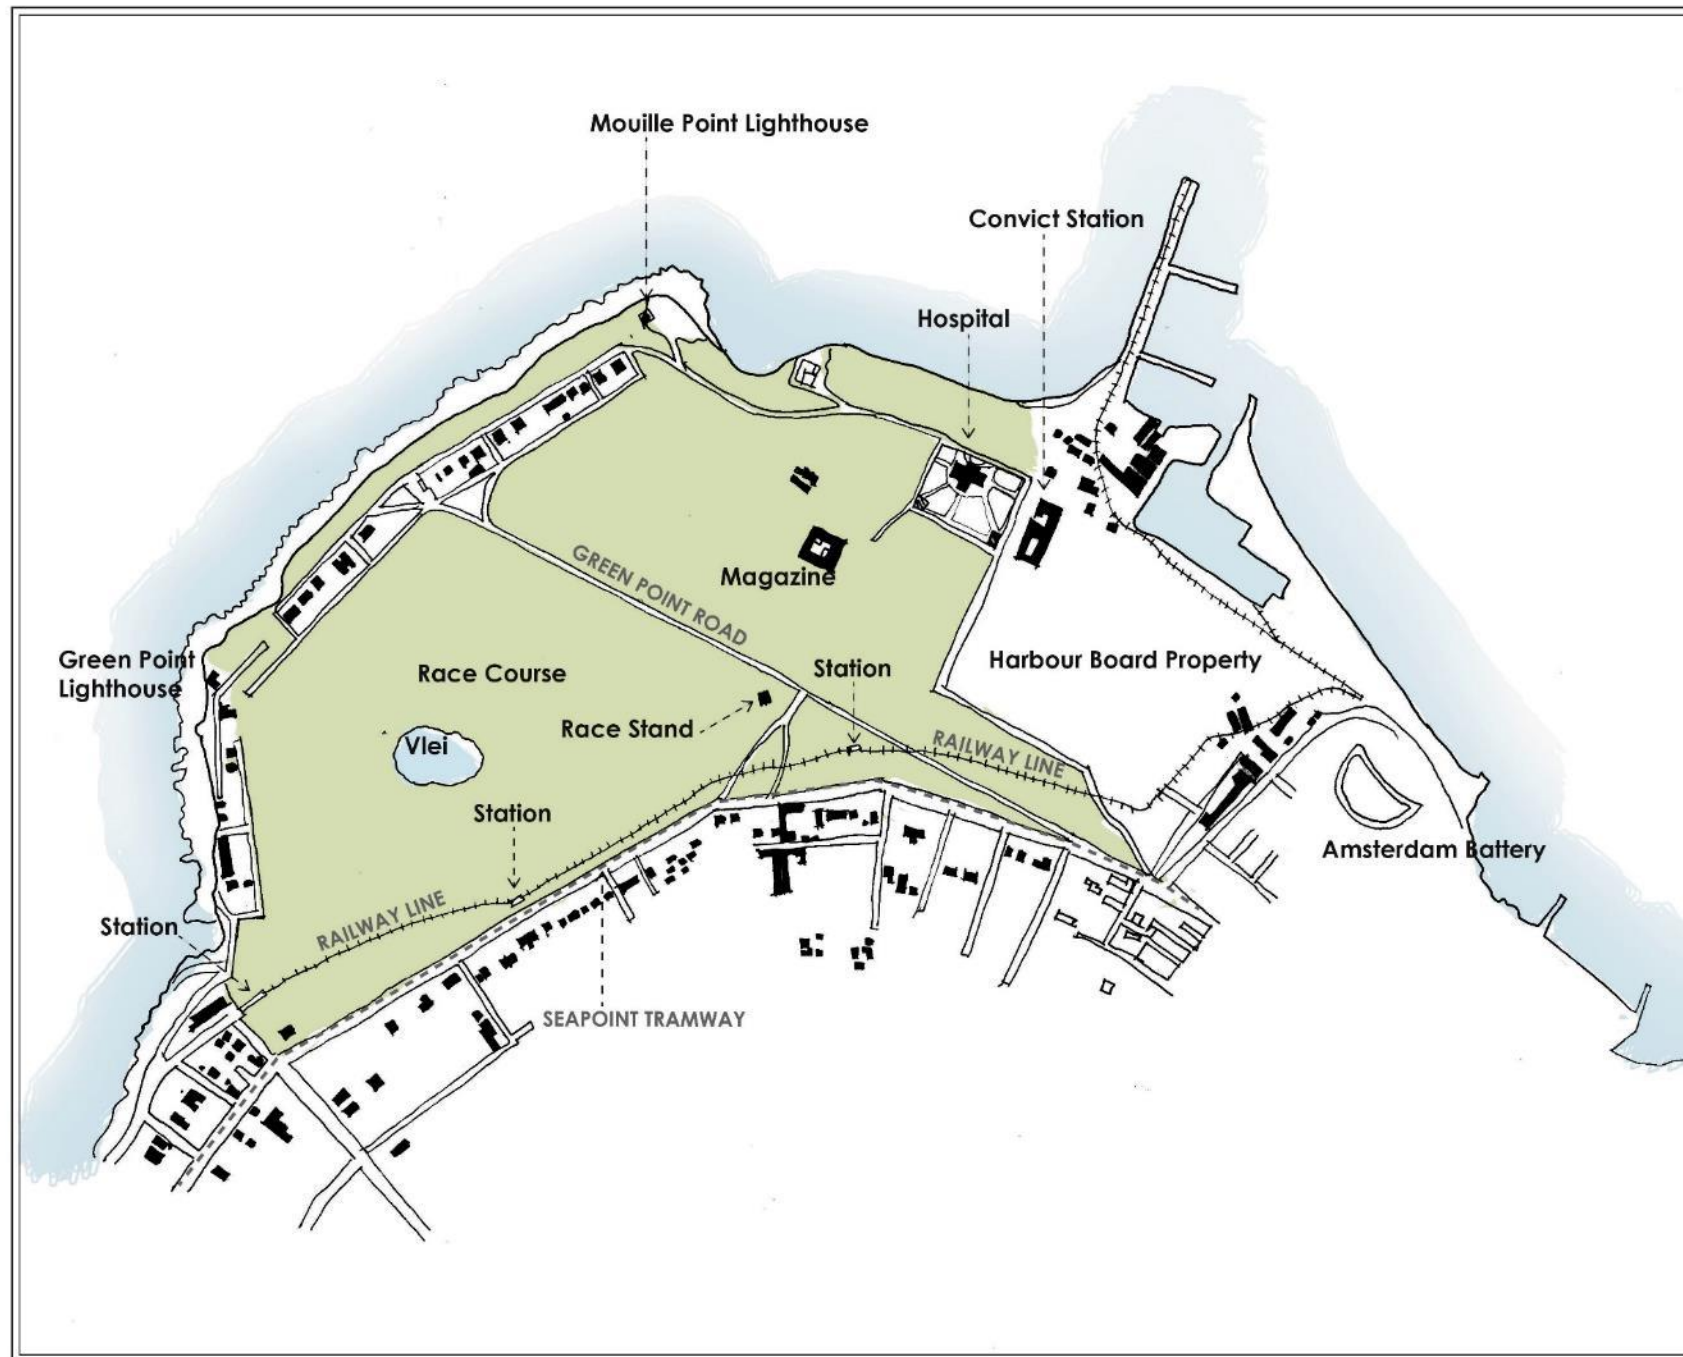 Mouille Point Lighthouse
Convict Station
Hospital
GREEN POINT ROAD
Magazine
Green Point
Lighthouse
Race Course
Station
Harbour Board Property
Race Stand
Vlei
RAILWAY LINE
Station
Amsterdam Battery
RAILWAY LINE
Station
SEAPOINT TRAMWAY